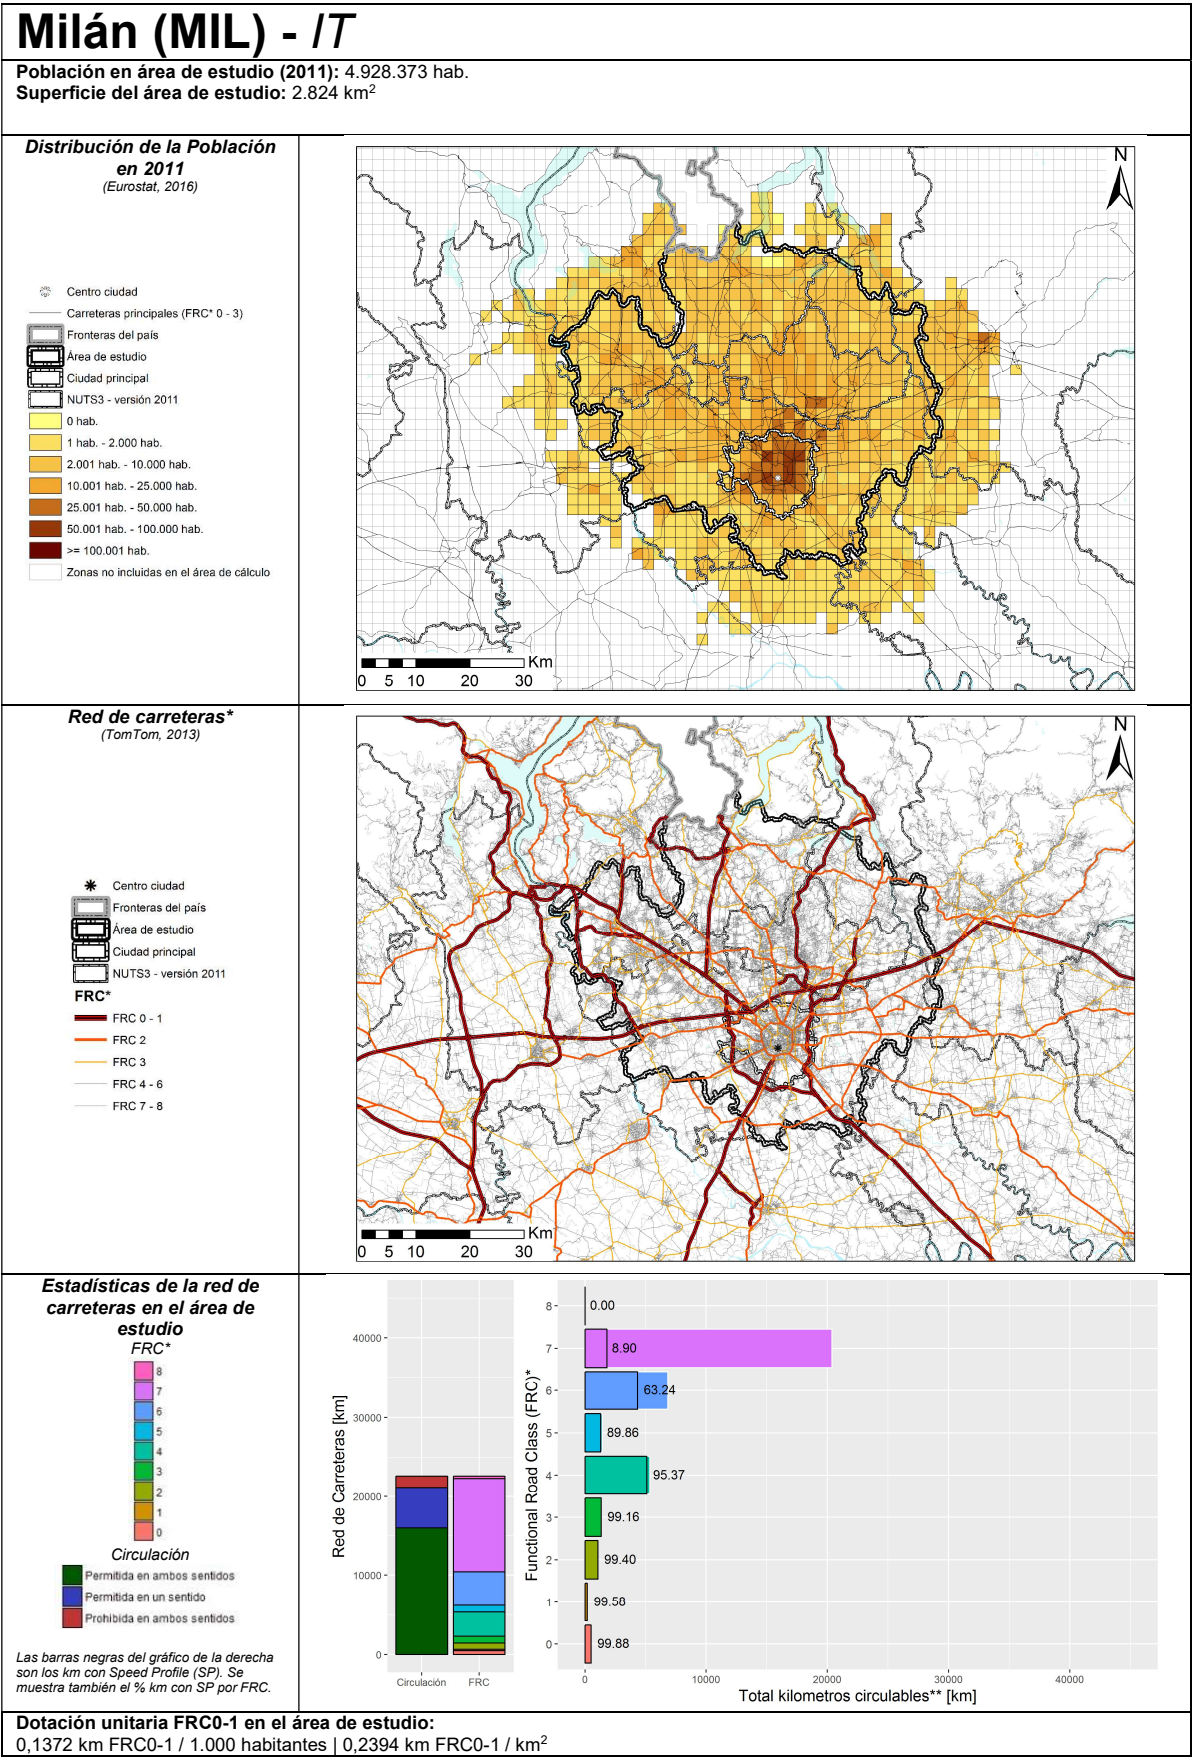 Milán (MIL) - IT
Población en área de estudio (2011): 4.928.373 hab.
Superficie del área de estudio: 2.824 km²
Distribución de la Población
en 2011
(Eurostat, 2016)
Centro ciudad
Carreteras principales (FRC* 0 - 3)
Fronteras del país
Área de estudio
Ciudad principal
NUTS3 - versión 2011
0 hab.
1 hab. - 2.000 hab.
2.001 hab. - 10.000 hab.
10.001 hab. - 25.000 hab.
25.001 hab. - 50.000 hab.
50.001 hab. - 100.000 hab.
>= 100.001 hab.
Zonas no incluidas en el área de cálculo
N
Km
0 5 10 20 30
Red de carreteras*
(TomTom, 2013)
Centro ciudad
Fronteras del país
Área de estudio
Ciudad principal
NUTS3 - versión 2011
FRC*
FRC 0 - 1
FRC 2
FRC 3
FRC 4 - 6
FRC 7 - 8
N
Km
0 5 10 20 30
Estadísticas de la red de
carreteras en el área de
estudio
FRC*
8
7
6
5
4
3
2
1
0
Circulación
Permitida en ambos sentidos
Permitida en un sentido
Prohibida en ambos sentidos
Las barras negras del gráfico de la derecha
son los km con Speed Profile (SP). Se
muestra también el % km con SP por FRC.
Red de Carreteras [km]
40000
30000
20000
10000
0
Circulación FRC
Functional Road Class (FRC)*
8 0.00
7 8.90
6 63.24
5 89.86
4 95.37
3 99.16
2 99.40
1 99.58
0 99.88
0 10000 20000 30000 40000
Total kilometros circulables** [km]
Dotación unitaria FRC0-1 en el área de estudio:
0,1372 km FRC0-1 / 1.000 habitantes | 0,2394 km FRC0-1 / km²